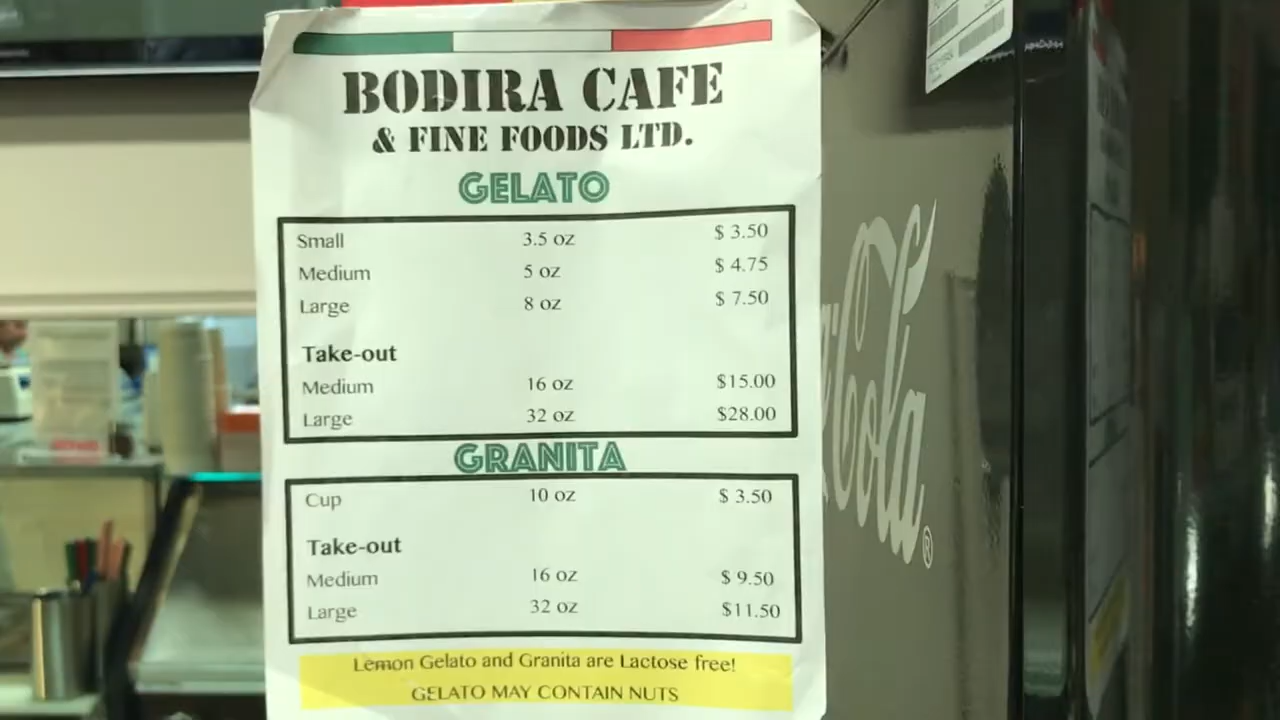 BODIRA CAFE
& FINE FOODS LTD.
GELATO
Small 3.5 oz $ 3.50
Medium 5 oz $ 4.75
Large 8 oz $ 7.50
Take-out
Medium 16 oz $15.00
Large 32 oz $28.00
GRANITA
Cup 10 oz $ 3.50
Take-out
Medium 16 oz $ 9.50
Large 32 oz $11.50
Lemon Gelato and Granita are Lactose free!
GELATO MAY CONTAIN NUTS
Cola®